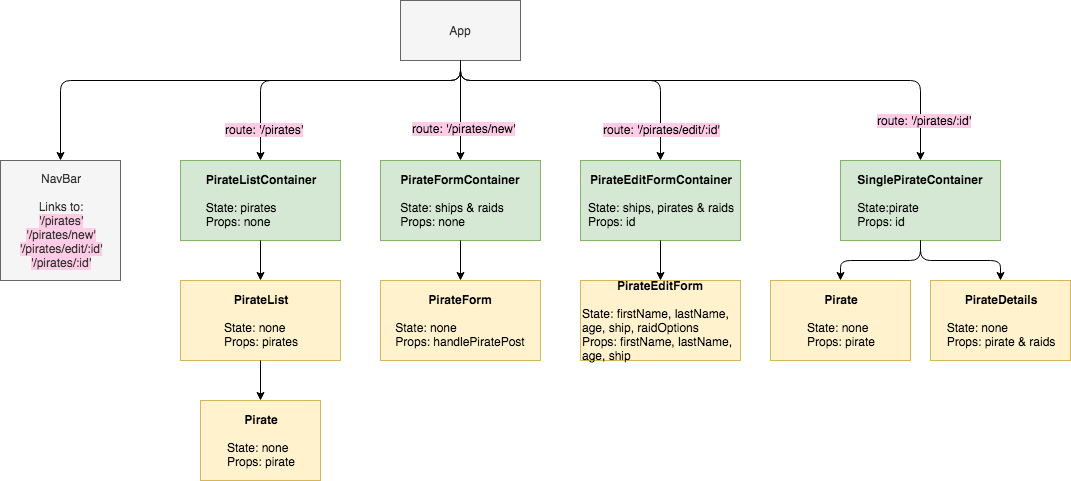 App
route: '/pirates'
route: '/pirates/new'
route: '/pirates/edit/:id'
route: '/pirates/:id'
NavBar
Links to:
'/pirates'
'/pirates/new'
'/pirates/edit/:id'
'/pirates/:id'
PirateListContainer
State: pirates
Props: none
PirateFormContainer
State: ships & raids
Props: none
PirateEditFormContainer
State: ships, pirates & raids
Props: id
SinglePirateContainer
State:pirate
Props: id
PirateList
State: none
Props: pirates
PirateForm
State: none
Props: handlePiratePost
PirateEditForm
State: firstName, lastName,
age, ship, raidOptions
Props: firstName, lastName,
age, ship
Pirate
State: none
Props: pirate
PirateDetails
State: none
Props: pirate & raids
Pirate
State: none
Props: pirate